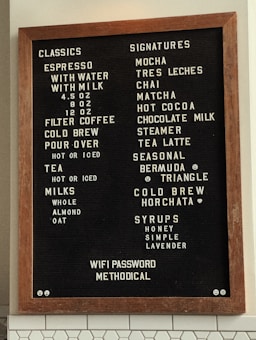 CLASSICS
ESPRESSO
WITH WATER
WITH MILK
4.5 OZ
8 OZ
12 OZ
FILTER COFFEE
COLD BREW
POUR OVER
HOT OR ICED
TEA
HOT OR ICED
MILKS
WHOLE
ALMOND
OAT
SIGNATURES
MOCHA
TRES LECHES
CHAI
MATCHA
HOT COCOA
CHOCOLATE MILK
STEAMER
TEA LATTE
SEASONAL
BERMUDA
TRIANGLE
COLD BREW
HORCHATA
SYRUPS
HONEY
SIMPLE
LAVENDER
WIFI PASSWORD
METHODICAL